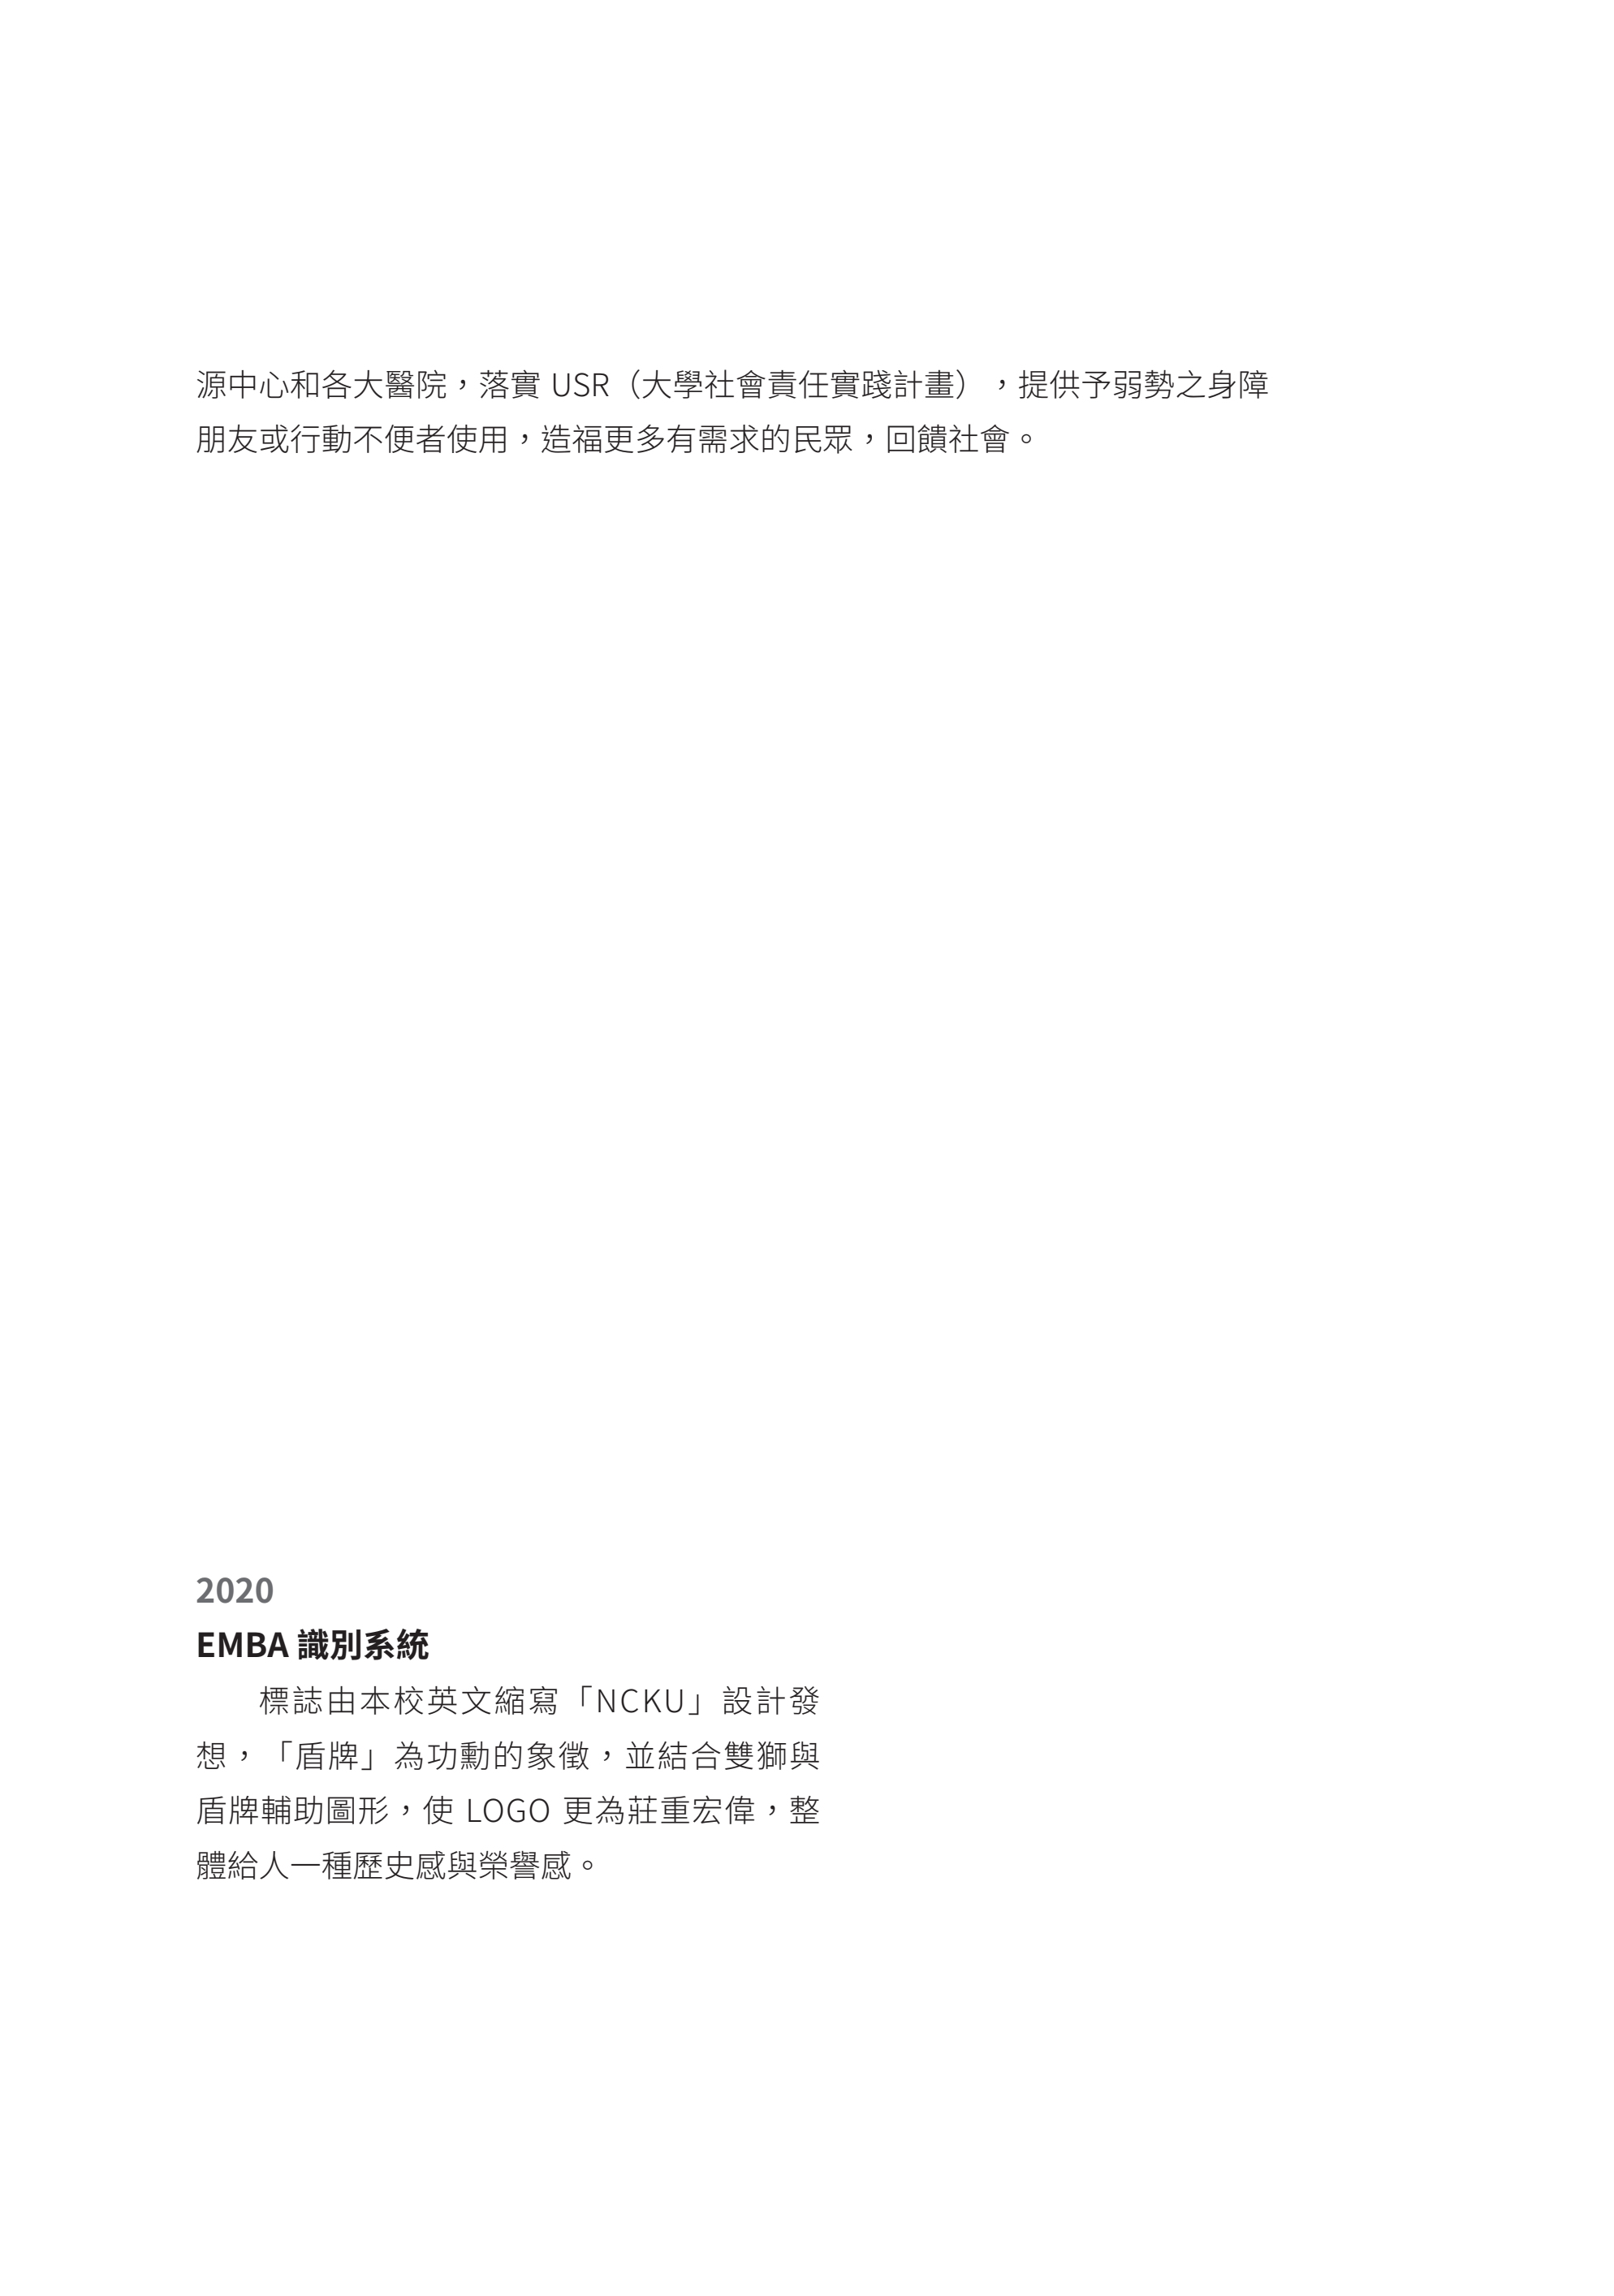 源中心和各大醫院，落實 USR（大學社會責任實踐計畫），提供予弱勢之身障
朋友或行動不便者使用，造福更多有需求的民眾，回饋社會。
2020
EMBA 識別系統
標誌由本校英文縮寫「NCKU」設計發
想，「盾牌」為功勳的象徵，並結合雙獅與
盾牌輔助圖形，使 LOGO 更為莊重宏偉，整
體給人一種歷史感與榮譽感。